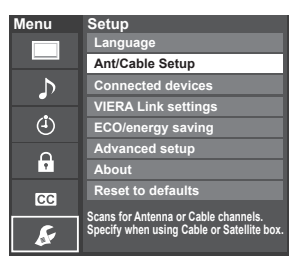 Menu
Setup
Language
Ant/Cable Setup
Connected devices
VIERA Link settings
ECO/energy saving
Advanced setup
About
Reset to defaults
CC
Scans for Antenna or Cable channels.
Specify when using Cable or Satellite box.